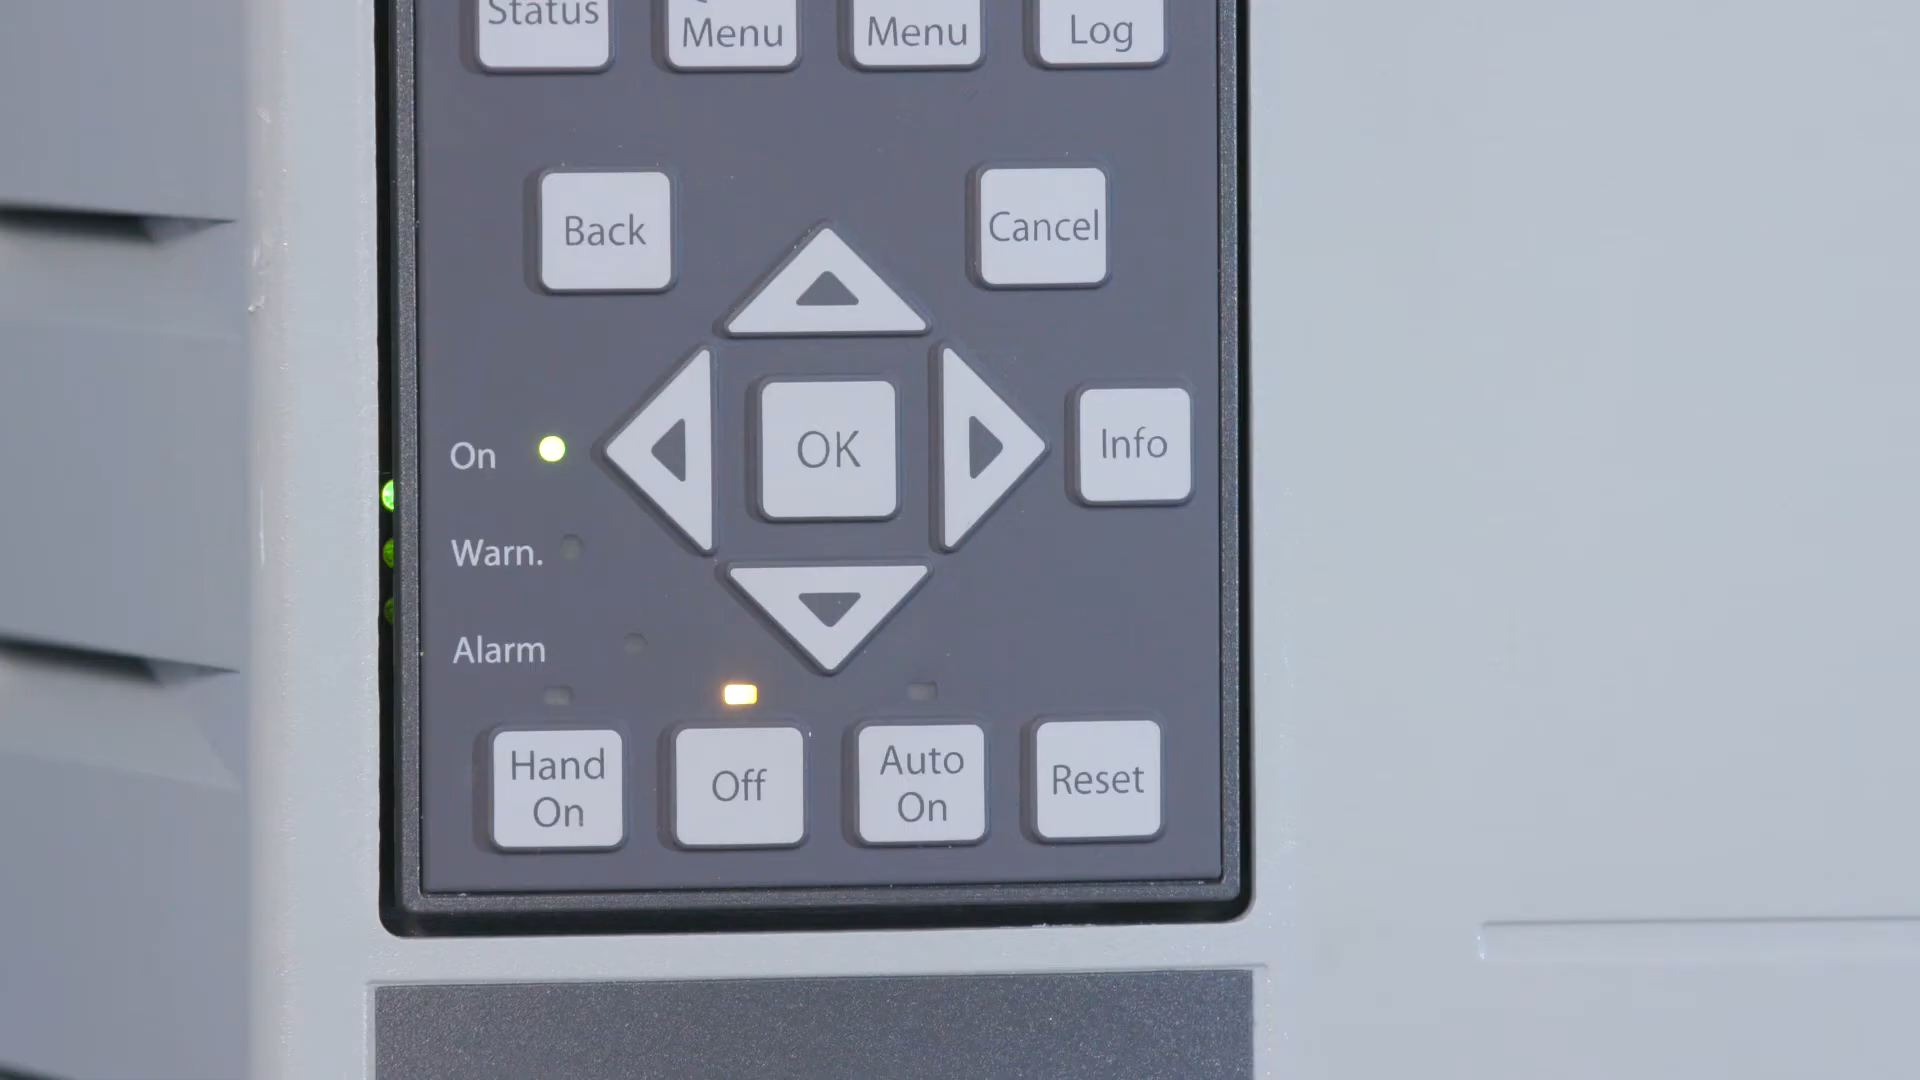 Status
Menu
Menu
Log
Back
Cancel
On
OK
Info
Warn.
Alarm
Hand
On
Off
Auto
On
Reset